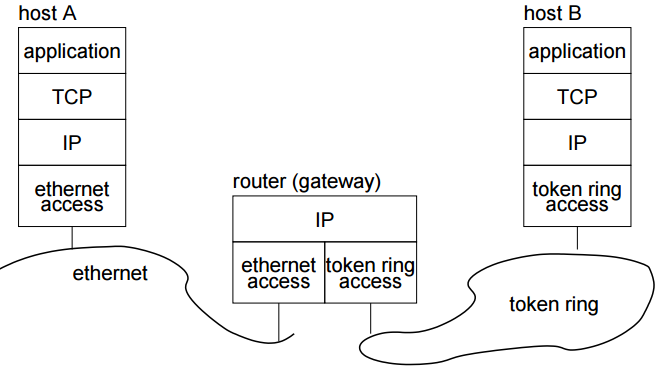 host A
application
TCP
IP
ethernet
access
ethernet
router (gateway)
IP
ethernet
access
token ring
access
host B
application
TCP
IP
token ring
access
token ring